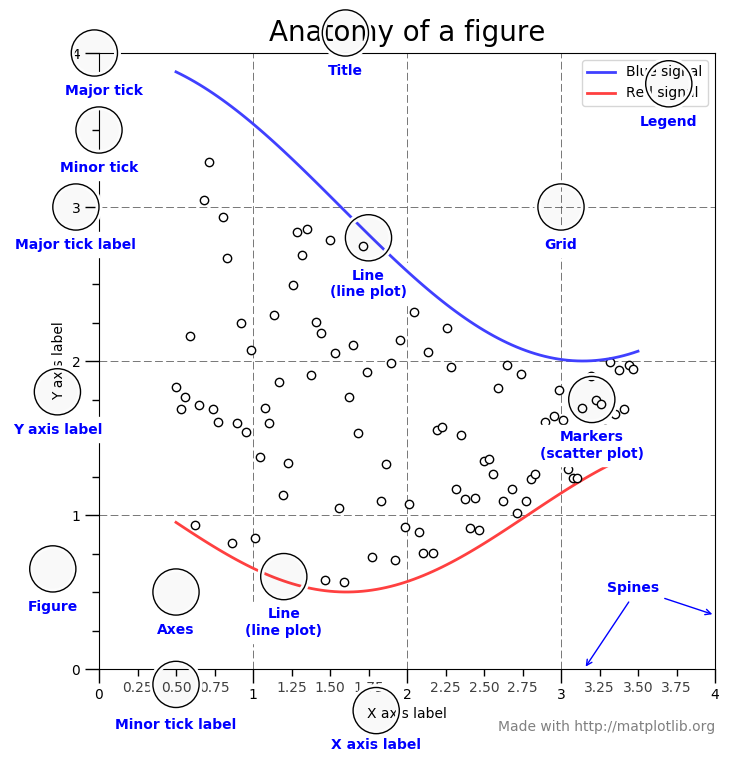 Anatomy of a figure
4
Title
Blue signal
Red signal
Major tick
Legend
Minor tick
3
Major tick label
Grid
Line
(line plot)
2
Y axis label
Y axis label
Markers
(scatter plot)
1
Figure
Axes
Line
(line plot)
Spines
0
0 0.25 0.50 0.75 1 1.25 1.50 1.75 2 2.25 2.50 2.75 3 3.25 3.50 3.75 4
Minor tick label
X axis label
X axis label
Made with http://matplotlib.org